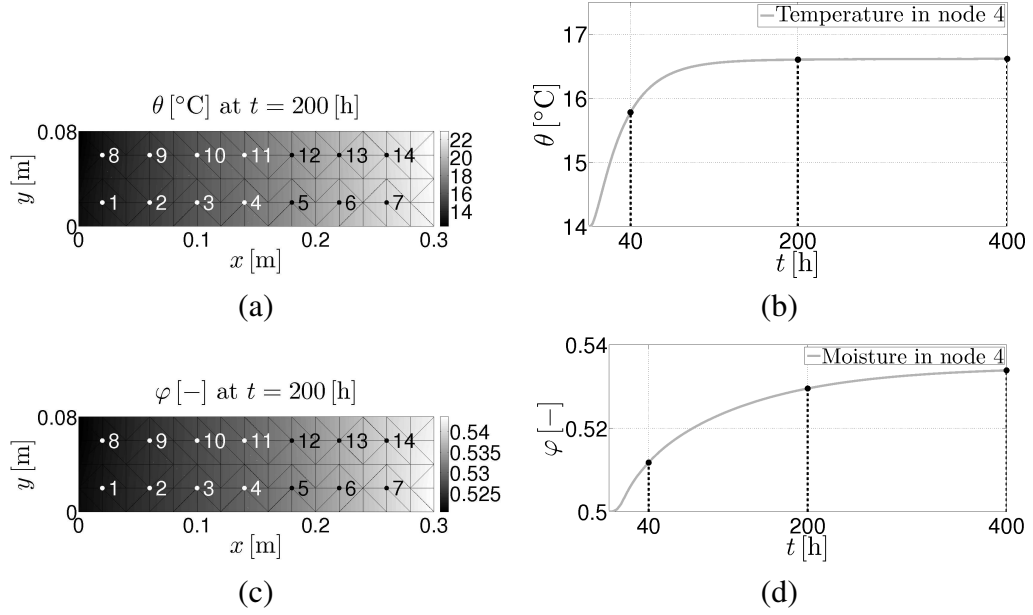 θ [°C] at t = 200 [h]
0.08
8 9 10 11 12 13 14
y [m]
1 2 3 4 5 6 7
0
0 0.1 0.2 0.3
x [m]
22
20
18
16
14
(a)
Temperature in node 4
17
16
15
14
θ [°C]
40 200 400
t [h]
(b)
φ [−] at t = 200 [h]
0.08
8 9 10 11 12 13 14
y [m]
1 2 3 4 5 6 7
0
0 0.1 0.2 0.3
x [m]
0.54
0.535
0.53
0.525
(c)
Moisture in node 4
0.54
0.52
0.5
φ [−]
40 200 400
t [h]
(d)